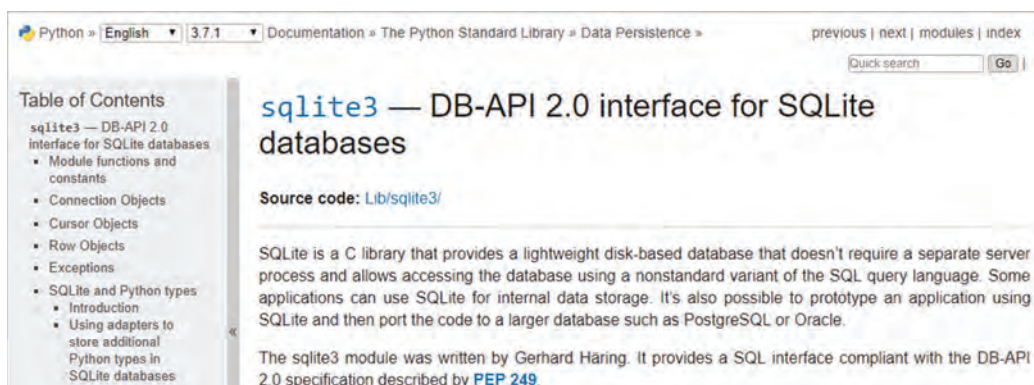 Python » English 3.7.1 Documentation » The Python Standard Library » Data Persistence » previous | next | modules | index
Quick search Go |
Table of Contents
sqlite3 — DB-API 2.0
interface for SQLite databases
Module functions and
constants
Connection Objects
Cursor Objects
Row Objects
Exceptions
SQLite and Python types
Introduction
Using adapters to
store additional
Python types in
SQLite databases
«
sqlite3 — DB-API 2.0 interface for SQLite
databases
Source code: Lib/sqlite3/
SQLite is a C library that provides a lightweight disk-based database that doesn't require a separate server
process and allows accessing the database using a nonstandard variant of the SQL query language. Some
applications can use SQLite for internal data storage. It's also possible to prototype an application using
SQLite and then port the code to a larger database such as PostgreSQL or Oracle.
The sqlite3 module was written by Gerhard Häring. It provides a SQL interface compliant with the DB-API
2.0 specification described by PEP 249